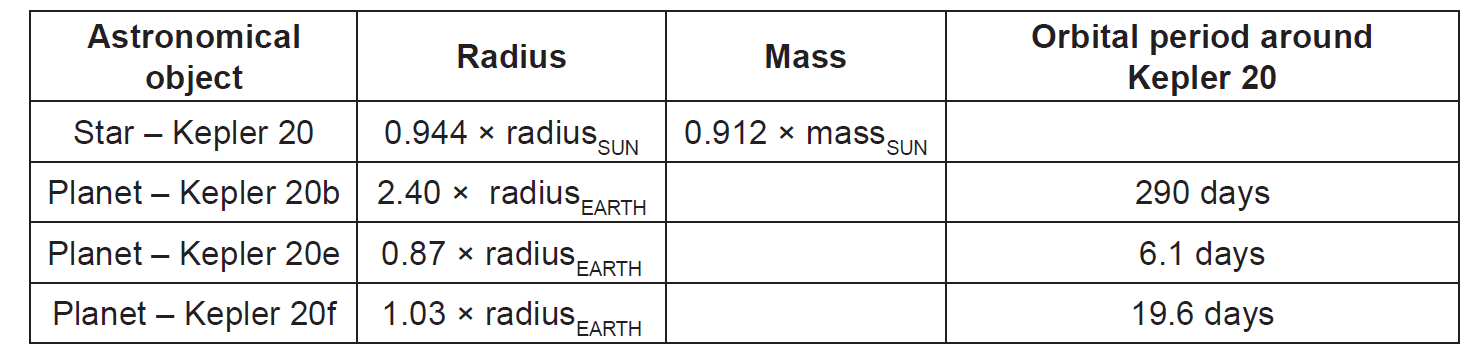 Astronomical object Radius Mass Orbital period around Kepler 20
Star – Kepler 20 0.944 × radiusSUN 0.912 × massSUN
Planet – Kepler 20b 2.40 × radiusEARTH 290 days
Planet – Kepler 20e 0.87 × radiusEARTH 6.1 days
Planet – Kepler 20f 1.03 × radiusEARTH 19.6 days